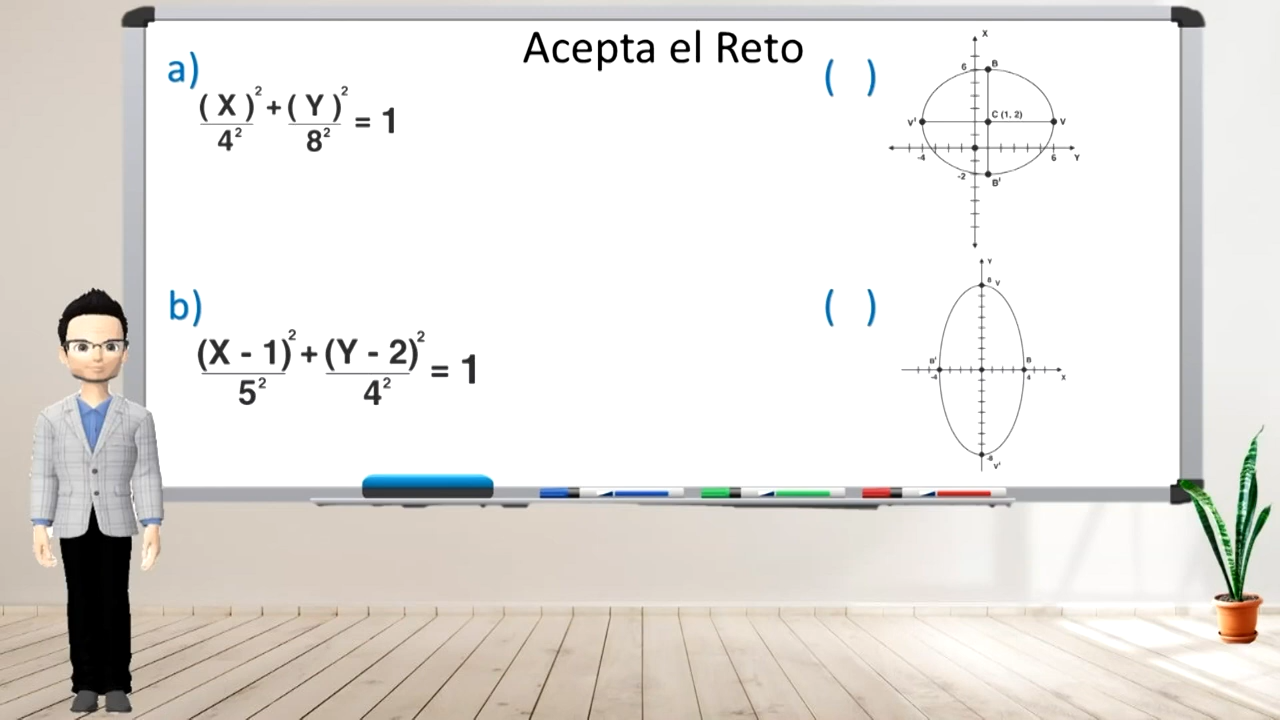 Acepta el Reto
a)
( X )² + ( Y )² = 1
4² 8²
( )
X
6 B
V' C (1, 2) V
-4 6 Y
-2 B'
b)
(X - 1)² + (Y - 2)² = 1
5² 4²
( )
Y
8 V
B' B
-4 4 X
-8 V'